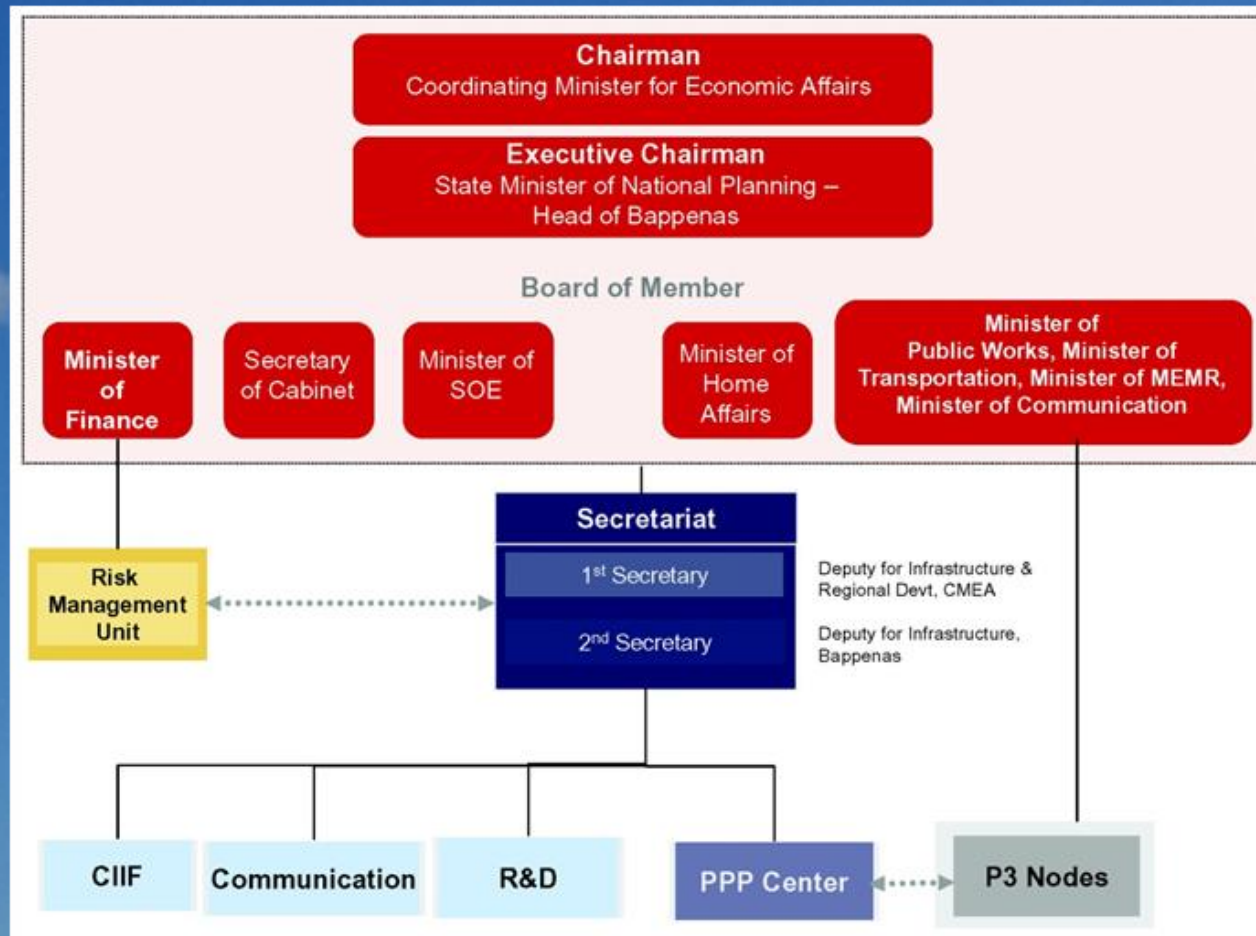 Chairman
Coordinating Minister for Economic Affairs
Executive Chairman
State Minister of National Planning –
Head of Bappenas
Board of Member
Minister
of
Finance
Secretary
of Cabinet
Minister of
SOE
Minister of
Home
Affairs
Minister of
Public Works, Minister of
Transportation, Minister of MEMR,
Minister of Communication
Secretariat
Risk
Management
Unit
1st Secretary
Deputy for Infrastructure &
Regional Devt, CMEA
2nd Secretary
Deputy for Infrastructure,
Bappenas
CIIF
Communication
R&D
PPP Center
P3 Nodes